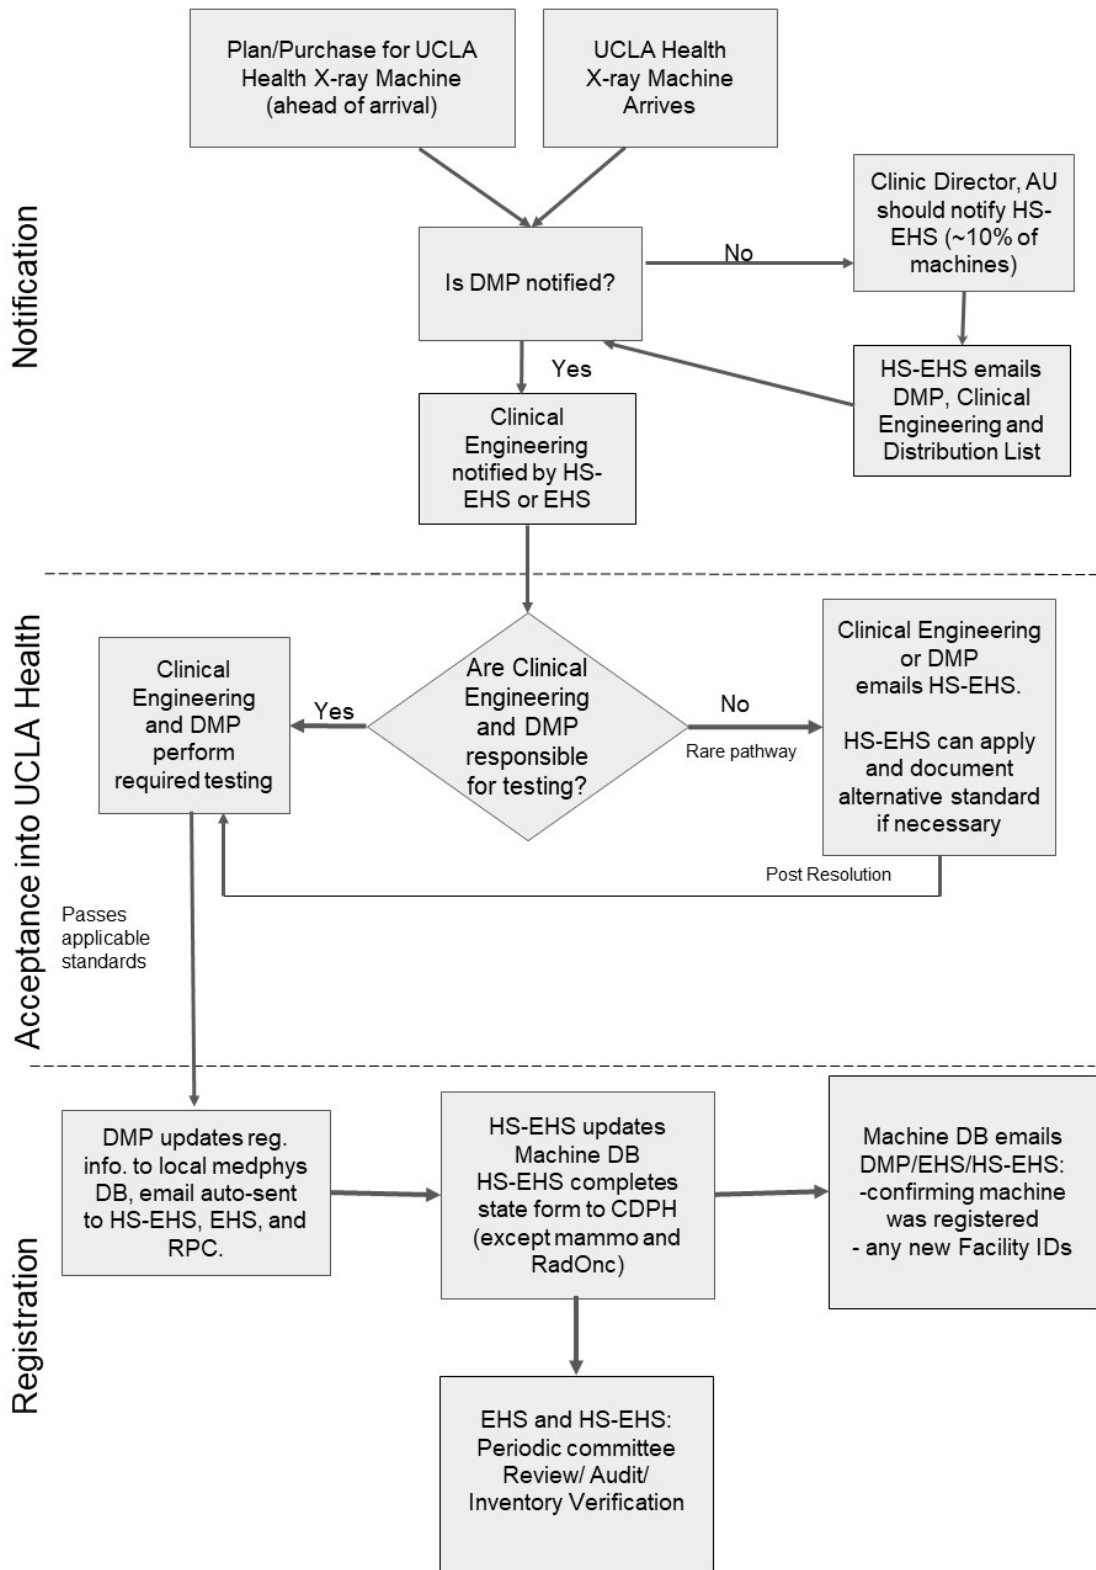 Plan/Purchase for UCLA
Health X-ray Machine
(ahead of arrival)
UCLA Health
X-ray Machine
Arrives
Notification
Is DMP notified?
No
Clinic Director, AU
should notify HS-
EHS (~10% of
machines)
HS-EHS emails
DMP, Clinical
Engineering and
Distribution List
Yes
Clinical
Engineering
notified by HS-
EHS or EHS
Acceptance into UCLA Health
Clinical
Engineering
and DMP
perform
required testing
Yes
Are Clinical
Engineering
and DMP
responsible
for testing?
No
Rare pathway
Clinical Engineering
or DMP
emails HS-EHS.
HS-EHS can apply
and document
alternative standard
if necessary
Post Resolution
Passes
applicable
standards
Registration
DMP updates reg.
info. to local medphys
DB, email auto-sent
to HS-EHS, EHS, and
RPC.
HS-EHS updates
Machine DB
HS-EHS completes
state form to CDPH
(except mammo and
RadOnc)
Machine DB emails
DMP/EHS/HS-EHS:
-confirming machine
was registered
- any new Facility IDs
EHS and HS-EHS:
Periodic committee
Review/ Audit/
Inventory Verification